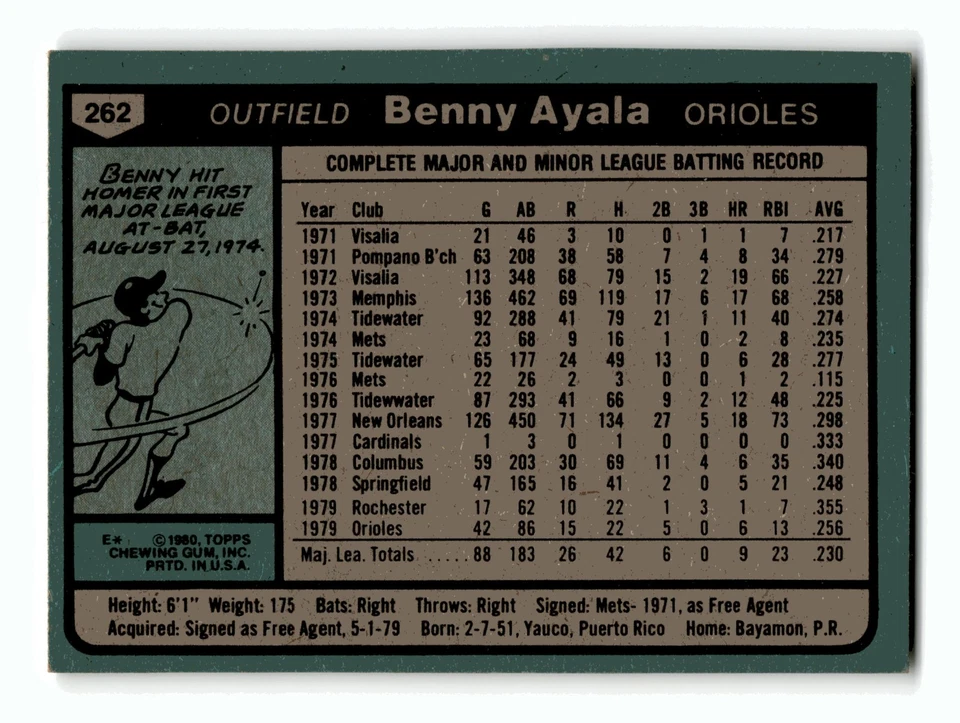 262 OUTFIELD Benny Ayala ORIOLES
BENNY HIT
HOMER IN FIRST
MAJOR LEAGUE
AT-BAT,
AUGUST 27, 1974.
COMPLETE MAJOR AND MINOR LEAGUE BATTING RECORD
Year Club G AB R H 2B 3B HR RBI AVG
1971 Visalia 21 46 3 10 0 1 1 7 .217
1971 Pompano B'ch 63 208 38 58 7 4 8 34 .279
1972 Visalia 113 348 68 79 15 2 19 66 .227
1973 Memphis 136 462 69 119 17 6 17 68 .258
1974 Tidewater 92 288 41 79 21 1 11 40 .274
1974 Mets 23 68 9 16 1 0 2 8 .235
1975 Tidewater 65 177 24 49 13 0 6 28 .277
1976 Mets 22 26 2 3 0 0 1 2 .115
1976 Tidewwater 87 293 41 66 9 2 12 48 .225
1977 New Orleans 126 450 71 134 27 5 18 73 .298
1977 Cardinals 1 3 0 1 0 0 0 0 .333
1978 Columbus 59 203 30 69 11 4 6 35 .340
1978 Springfield 47 165 16 41 2 0 5 21 .248
1979 Rochester 17 62 10 22 1 3 1 7 .355
1979 Orioles 42 86 15 22 5 0 6 13 .256
Maj. Lea. Totals ..... 88 183 26 42 6 0 9 23 .230
E* ©1980, TOPPS
CHEWING GUM, INC.
PRTD. IN U.S.A.
Height: 6'1" Weight: 175 Bats: Right Throws: Right Signed: Mets- 1971, as Free Agent
Acquired: Signed as Free Agent, 5-1-79 Born: 2-7-51, Yauco, Puerto Rico Home: Bayamon, P.R.